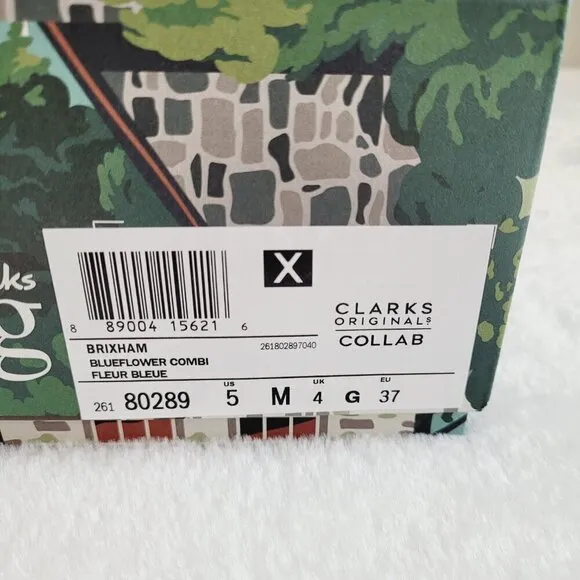 X
8 89004 15621 6
CLARKS
ORIGINALS
COLLAB
BRIXHAM 261802897040
BLUEFLOWER COMBI
FLEUR BLEUE
US UK EU
261 80289 5 M 4 G 37